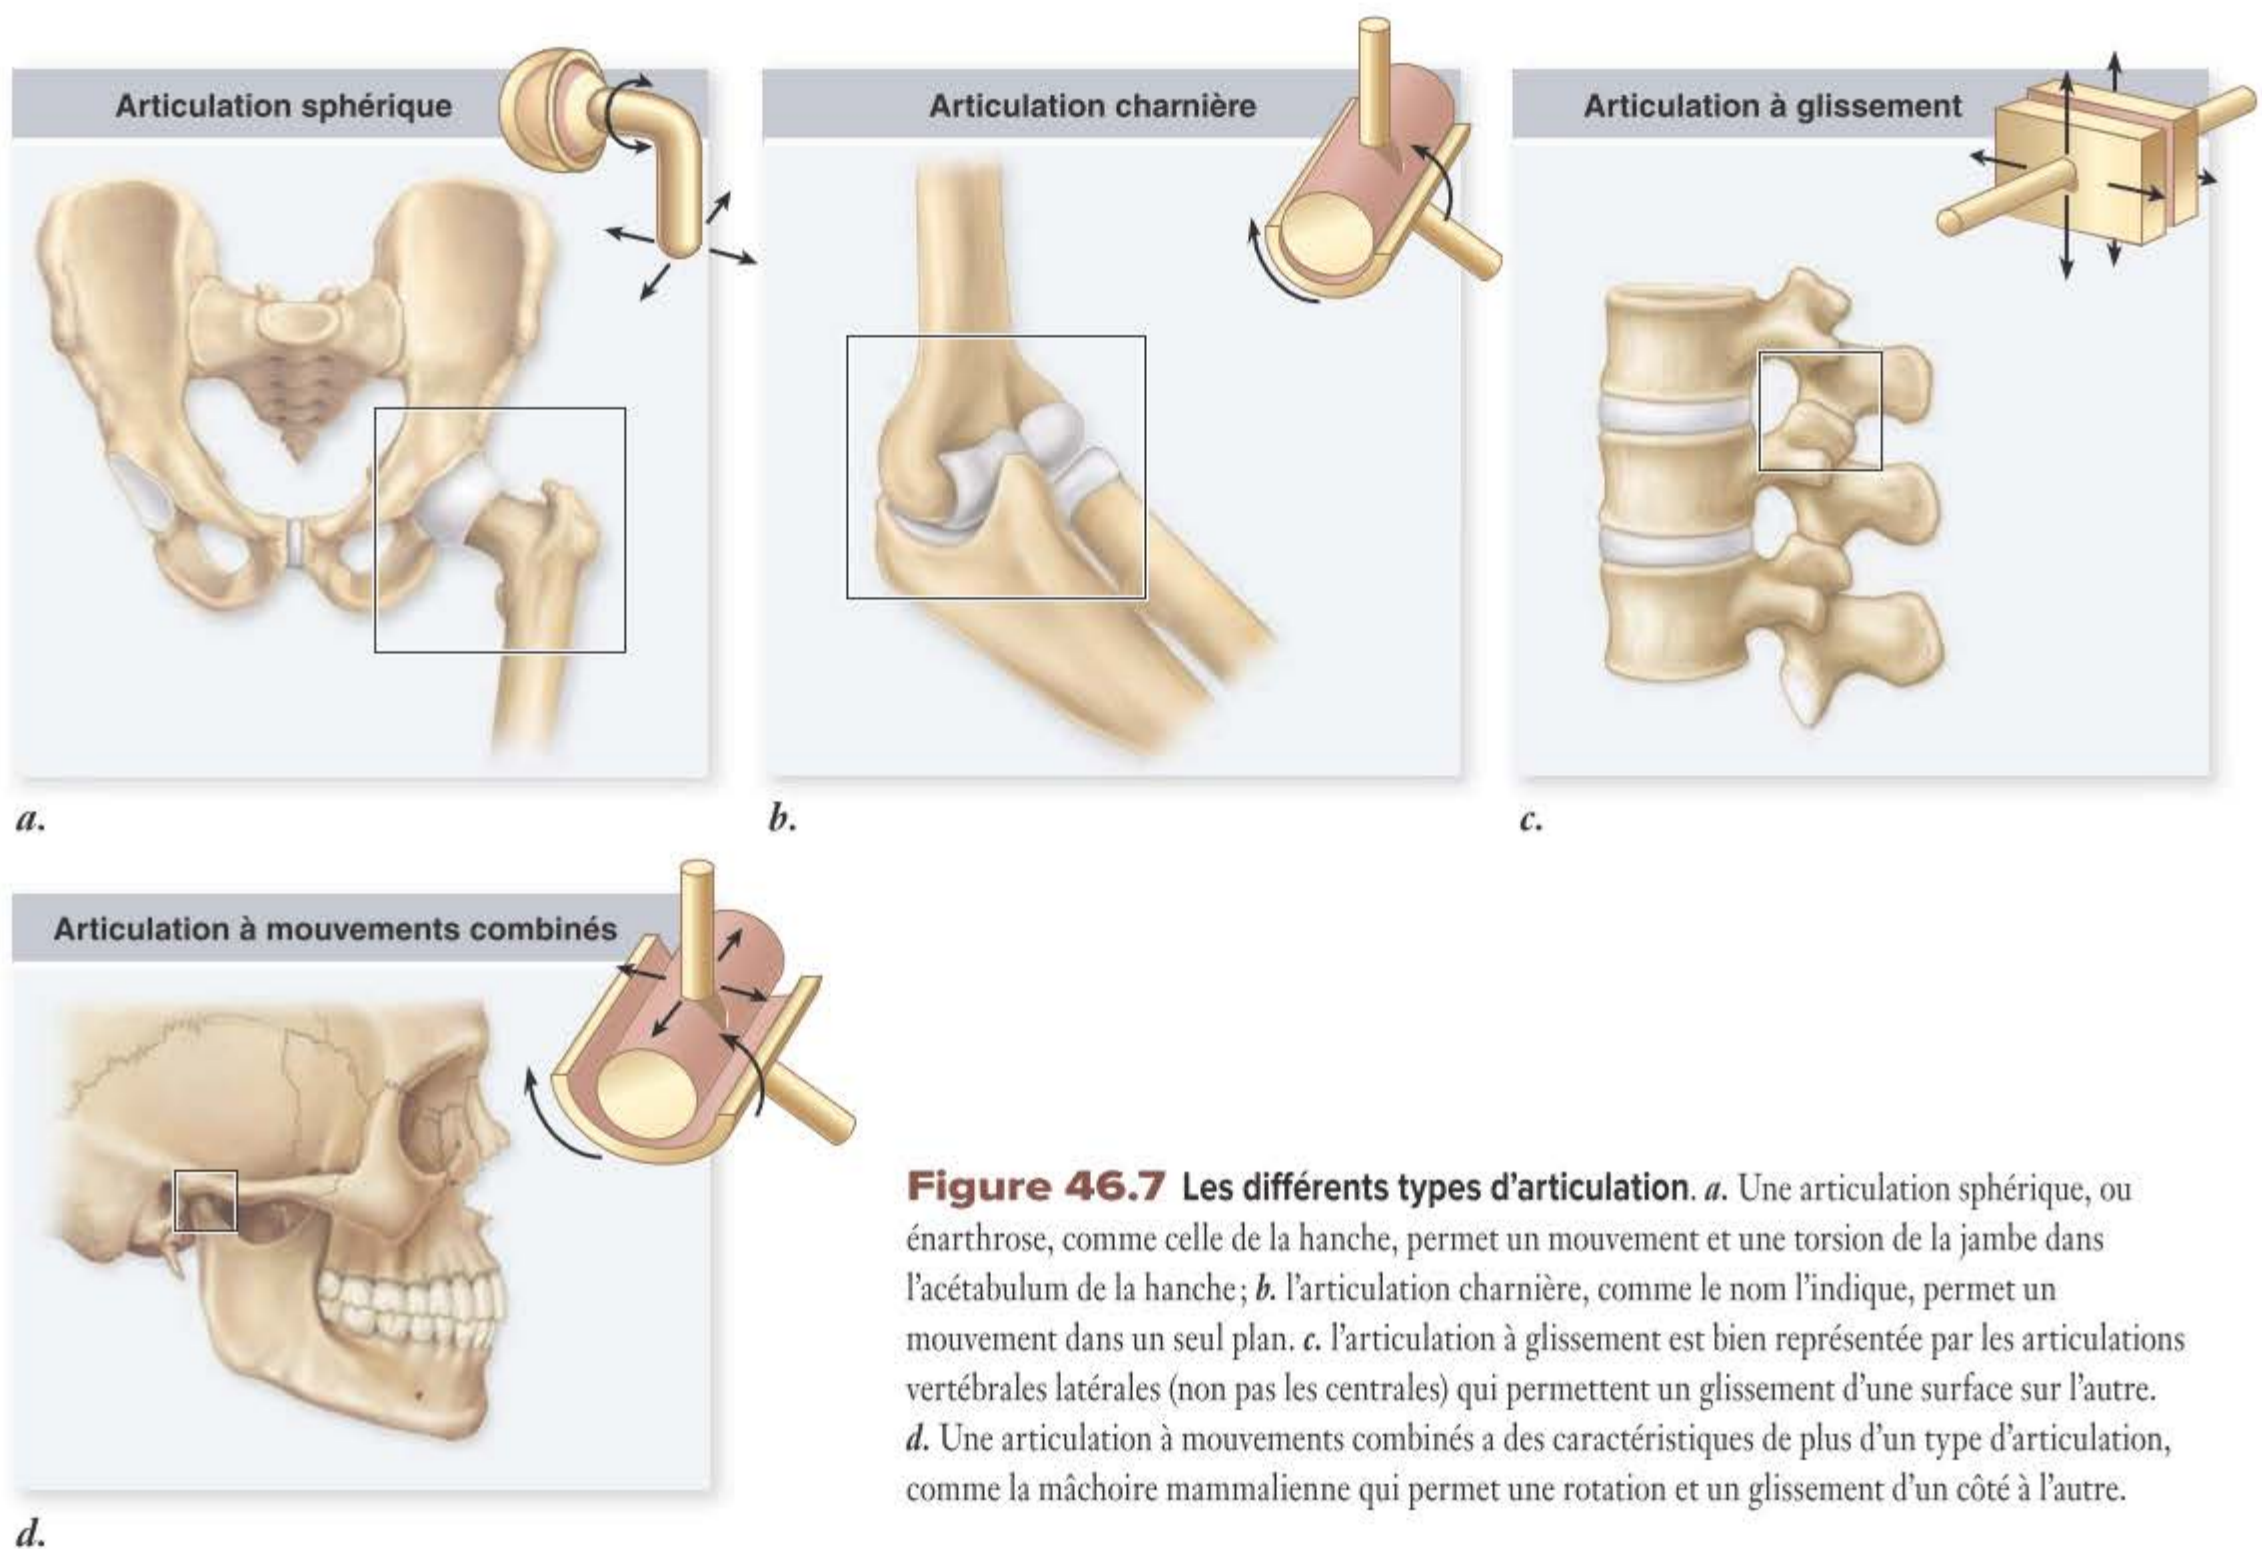 Articulation sphérique
Articulation charnière
Articulation à glissement
a.
b.
c.
Articulation à mouvements combinés
d.
Figure 46.7 Les différents types d'articulation. a. Une articulation sphérique, ou
énarthrose, comme celle de la hanche, permet un mouvement et une torsion de la jambe dans
l'acétabulum de la hanche; b. l'articulation charnière, comme le nom l'indique, permet un
mouvement dans un seul plan. c. l'articulation à glissement est bien représentée par les articulations
vertébrales latérales (non pas les centrales) qui permettent un glissement d'une surface sur l'autre.
d. Une articulation à mouvements combinés a des caractéristiques de plus d'un type d'articulation,
comme la mâchoire mammalienne qui permet une rotation et un glissement d'un côté à l'autre.